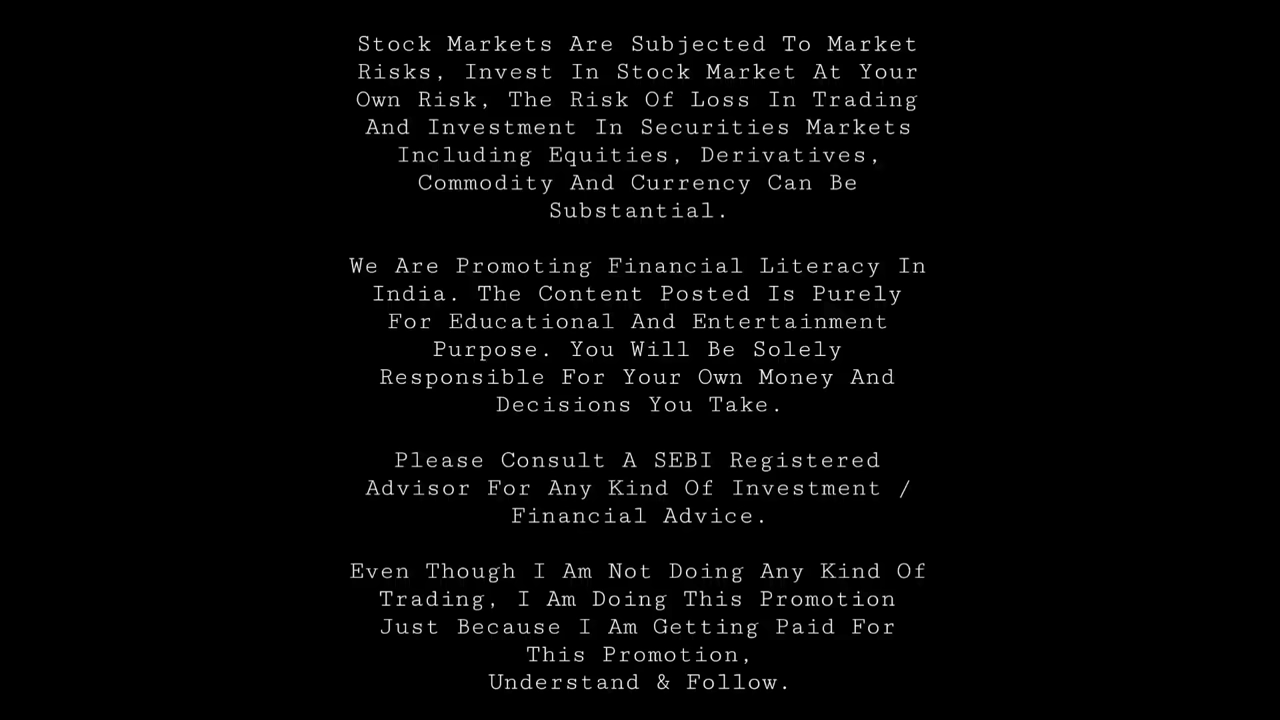 Stock Markets Are Subjected To Market
Risks, Invest In Stock Market At Your
Own Risk, The Risk Of Loss In Trading
And Investment In Securities Markets
Including Equities, Derivatives,
Commodity And Currency Can Be
Substantial.
We Are Promoting Financial Literacy In
India. The Content Posted Is Purely
For Educational And Entertainment
Purpose. You Will Be Solely
Responsible For Your Own Money And
Decisions You Take.
Please Consult A SEBI Registered
Advisor For Any Kind Of Investment /
Financial Advice.
Even Though I Am Not Doing Any Kind Of
Trading, I Am Doing This Promotion
Just Because I Am Getting Paid For
This Promotion,
Understand & Follow.